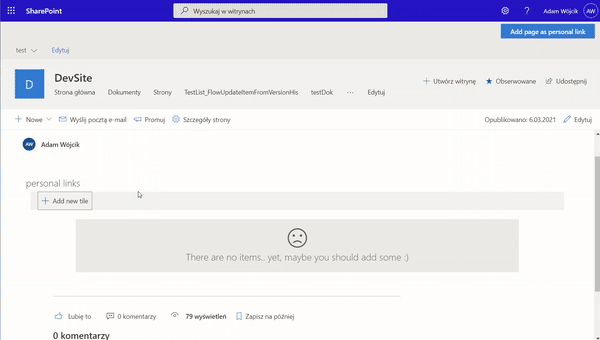 SharePoint
Wyszukaj w witrynach
Adam Wójcik
AW
Add page as personal link
test
Edytuj
D
DevSite
Strona główna Dokumenty Strony TestList_FlowUpdateItemFromVersionHis testDok ... Edytuj
Utwórz witrynę Obserwowane Udostępnij
Nowe Wyślij pocztą e-mail Promuj Szczegóły strony Opublikowano: 6.03.2021 Edytuj
AW Adam Wójcik
personal links
Add new tile
There are no items.. yet, maybe you should add some :)
Lubię to 0 komentarzy 79 wyświetleń Zapisz na później
0 komentarzy